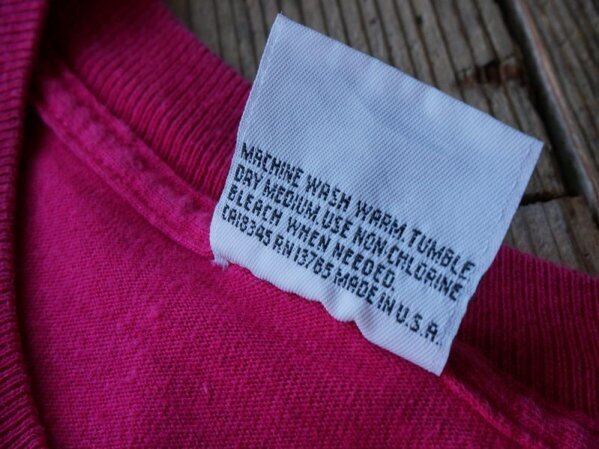 MACHINE WASH WARM TUMBLE
DRY MEDIUM.USE NON-CHLORINE
BLEACH WHEN NEEDED.
CA18345 RN 13765 MADE IN U.S.A.